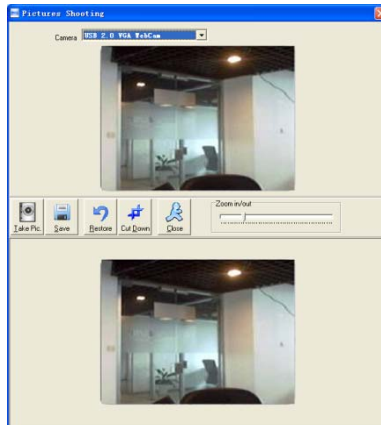 Pictures Shooting
Camera USB 2.0 VGA WebCam
Take Pic. Save Restore Cut Down Close
Zoom in/out